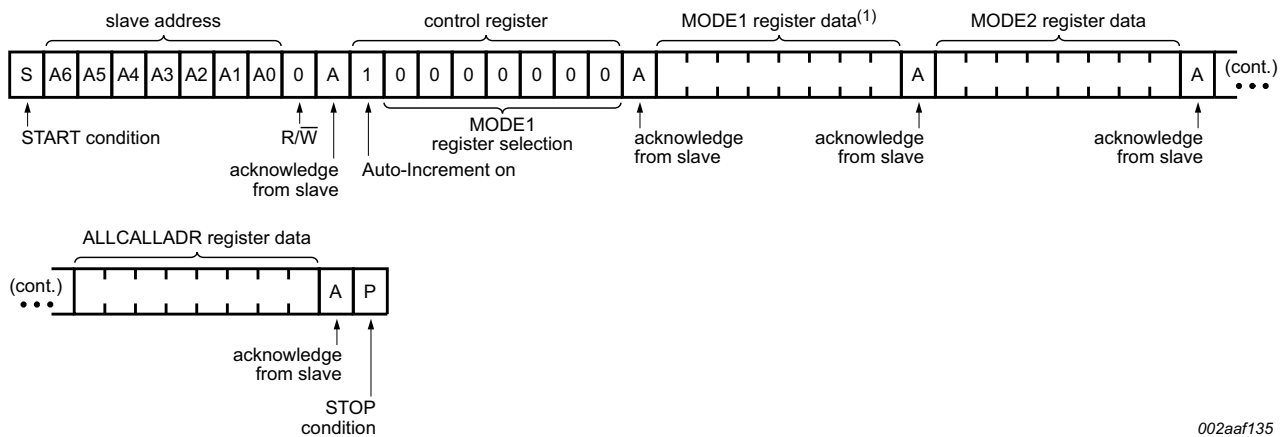 slave address control register MODE1 register data(1) MODE2 register data
S A6 A5 A4 A3 A2 A1 A0 0 A 1 0 0 0 0 0 0 0 A A A (cont.)
START condition R/W̅ MODE1 register selection acknowledge from slave acknowledge from slave acknowledge from slave
acknowledge from slave Auto-Increment on
ALLCALLADR register data
(cont.) A P
acknowledge from slave
STOP condition
002aaf135